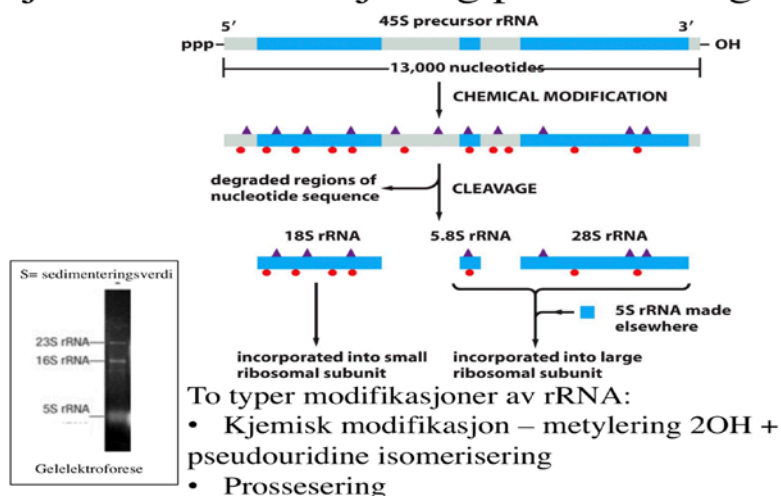 5′ 45S precursor rRNA 3′
ppp OH
13,000 nucleotides
CHEMICAL MODIFICATION
degraded regions of
nucleotide sequence
CLEAVAGE
18S rRNA 5.8S rRNA 28S rRNA
5S rRNA made
elsewhere
incorporated into small
ribosomal subunit
incorporated into large
ribosomal subunit
S= sedimenteringsverdi
23S rRNA
16S rRNA
5S rRNA
Gelelektroforese
To typer modifikasjoner av rRNA:
• Kjemisk modifikasjon – metylering 2OH +
pseudouridine isomerisering
• Prossesering